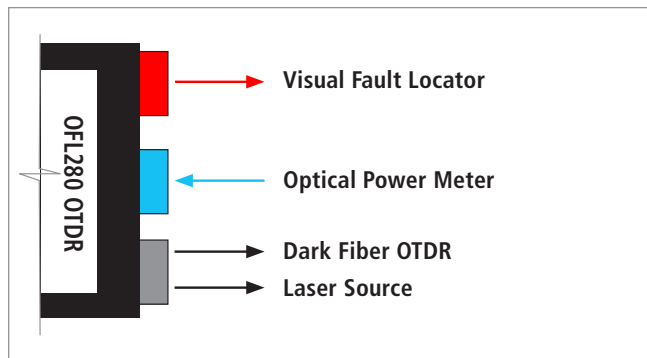 OFL280 OTDR
Visual Fault Locator
Optical Power Meter
Dark Fiber OTDR
Laser Source